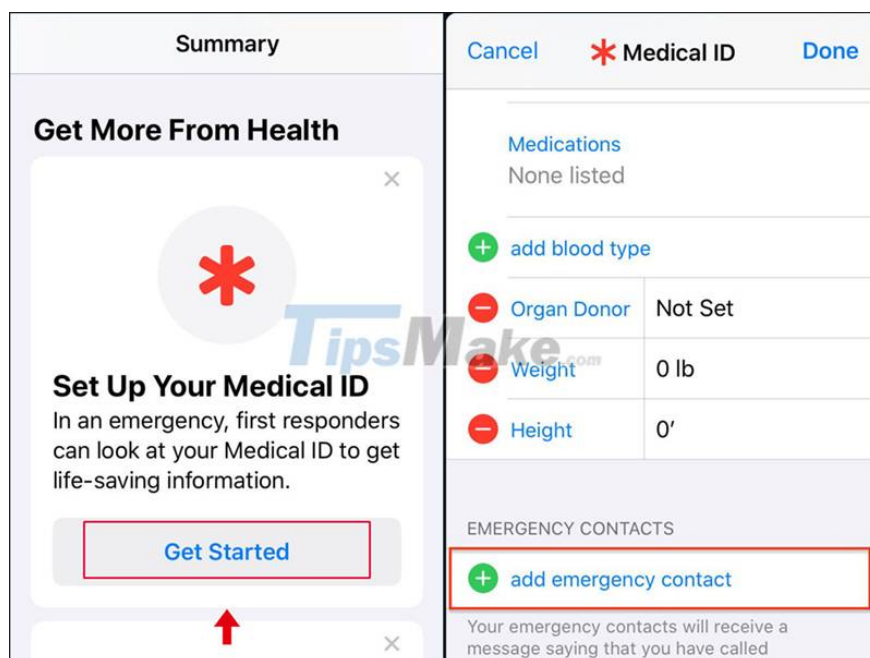 Summary
Get More From Health
Set Up Your Medical ID
In an emergency, first responders
can look at your Medical ID to get
life-saving information.
Get Started
Cancel
Medical ID
Done
Medications
None listed
add blood type
Organ Donor
Not Set
Weight
0 lb
Height
0′
EMERGENCY CONTACTS
add emergency contact
Your emergency contacts will receive a
message saying that you have called
TipsMake.com